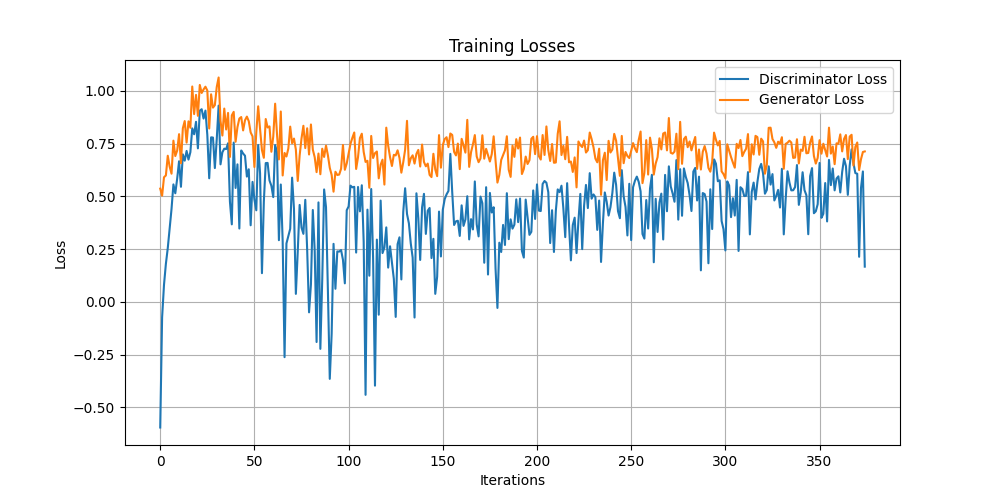 Training Losses
Discriminator Loss
Generator Loss
1.00
0.75
0.50
0.25
0.00
−0.25
−0.50
Loss
0 50 100 150 200 250 300 350
Iterations